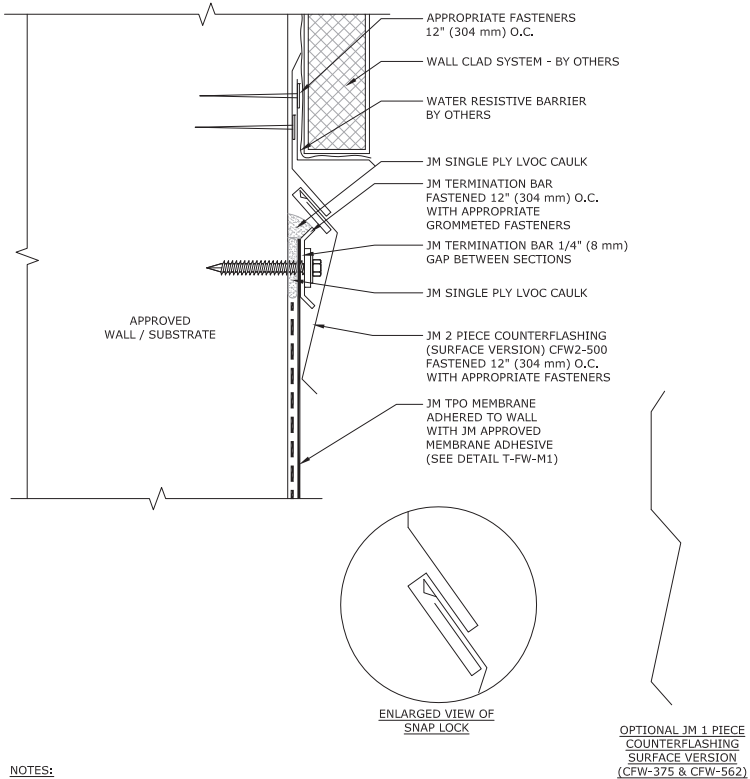 APPROPRIATE FASTENERS
12" (304 mm) O.C.
WALL CLAD SYSTEM - BY OTHERS
WATER RESISTIVE BARRIER
BY OTHERS
JM SINGLE PLY LVOC CAULK
JM TERMINATION BAR
FASTENED 12" (304 mm) O.C.
WITH APPROPRIATE
GROMMETED FASTENERS
JM TERMINATION BAR 1/4" (8 mm)
GAP BETWEEN SECTIONS
JM SINGLE PLY LVOC CAULK
APPROVED
WALL / SUBSTRATE
JM 2 PIECE COUNTERFLASHING
(SURFACE VERSION) CFW2-500
FASTENED 12" (304 mm) O.C.
WITH APPROPRIATE FASTENERS
JM TPO MEMBRANE
ADHERED TO WALL
WITH JM APPROVED
MEMBRANE ADHESIVE
(SEE DETAIL T-FW-M1)
ENLARGED VIEW OF
SNAP LOCK
OPTIONAL JM 1 PIECE
COUNTERFLASHING
SURFACE VERSION
(CFW-375 & CFW-562)
NOTES: